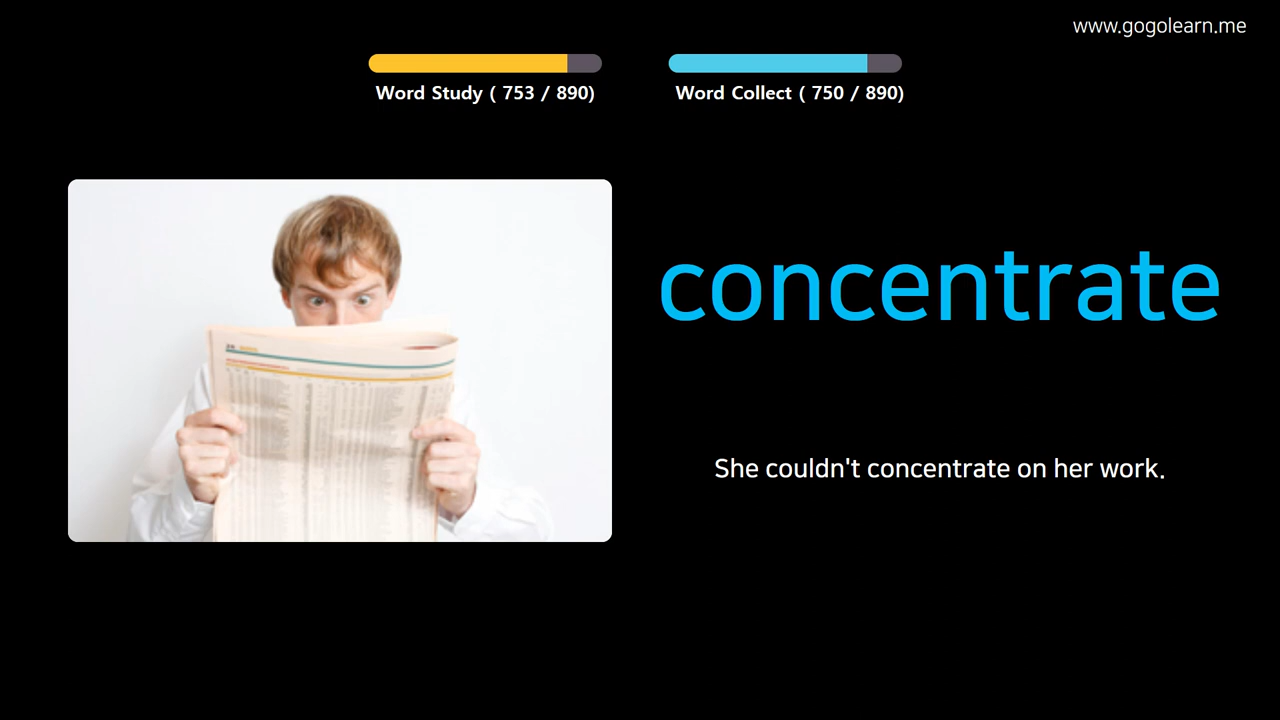 www.gogolearn.me
Word Study ( 753 / 890)
Word Collect ( 750 / 890)
concentrate
She couldn't concentrate on her work.